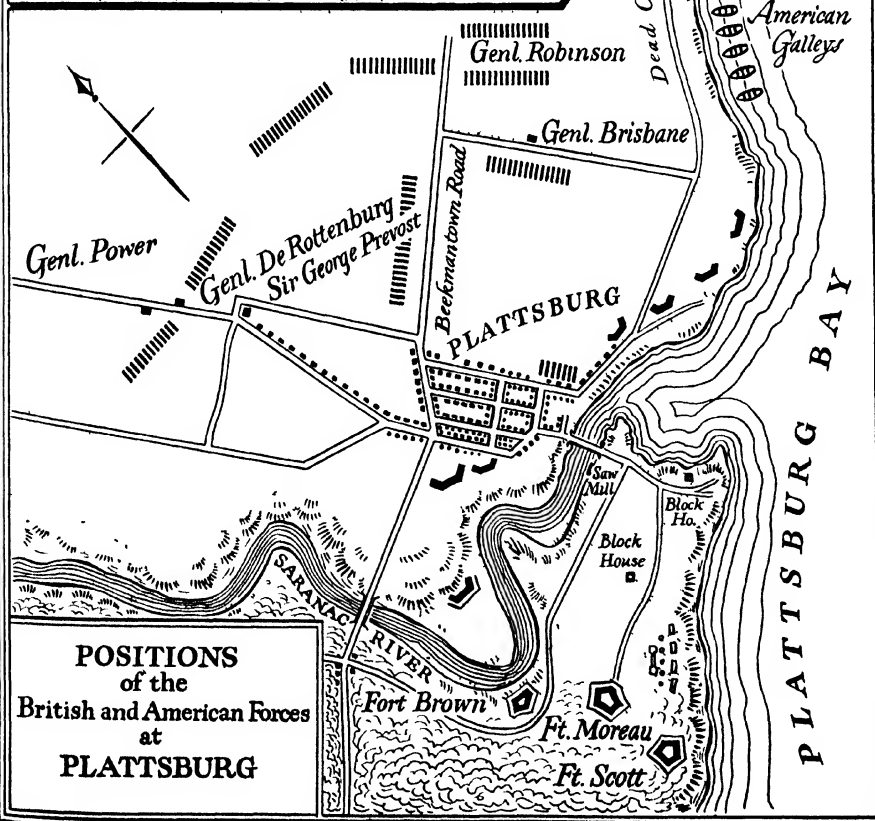 American
Galleys
Genl. Robinson
Dead
Genl. Brisbane
Beekmantown Road
Genl. De Rottenburg
Sir George Prevost
Genl. Power
PLATTSBURG
PLATTSBURG BAY
Saw
Mill
Block
Ho.
Block
House
SARANAC RIVER
Fort Brown
Ft. Moreau
Ft. Scott
POSITIONS
of the
British and American Forces
at
PLATTSBURG